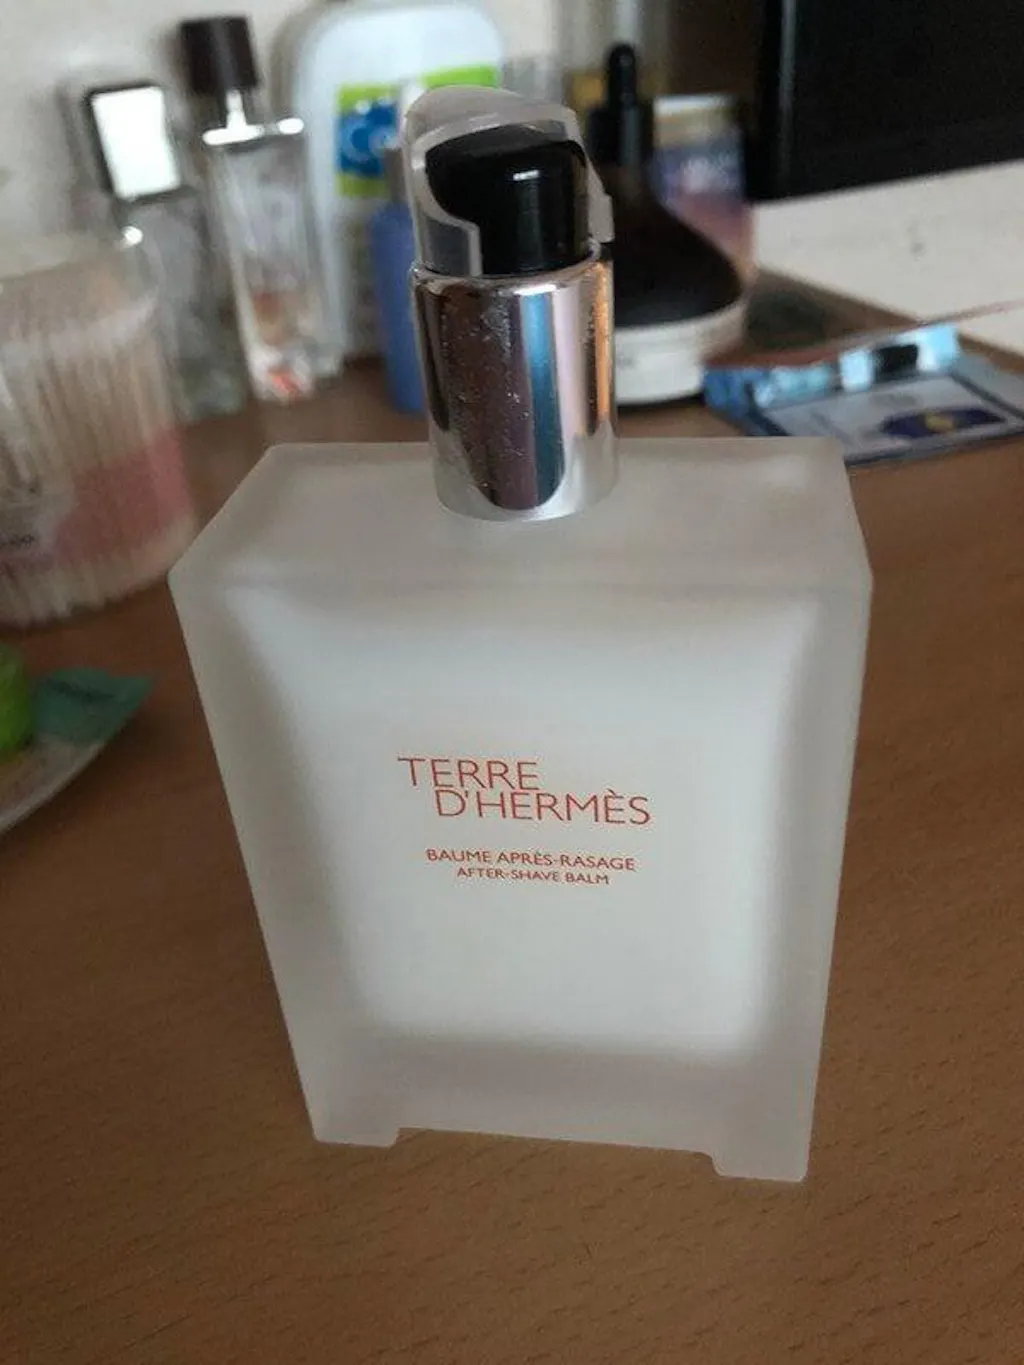 TERRE
D'HERMÈS
BAUME APRÈS-RASAGE
AFTER-SHAVE BALM